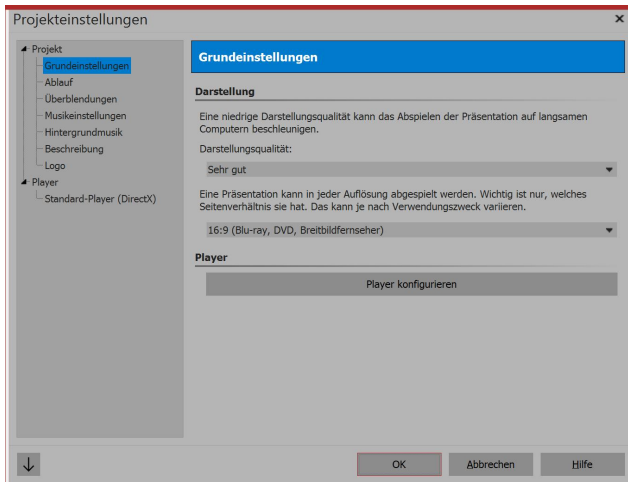 Projekteinstellungen
Projekt
Grundeinstellungen
Ablauf
Überblendungen
Musikeinstellungen
Hintergrundmusik
Beschreibung
Logo
Player
Standard-Player (DirectX)
Grundeinstellungen
Darstellung
Eine niedrige Darstellungsqualität kann das Abspielen der Präsentation auf langsamen
Computern beschleunigen.
Darstellungsqualität:
Sehr gut
Eine Präsentation kann in jeder Auflösung abgespielt werden. Wichtig ist nur, welches
Seitenverhältnis sie hat. Das kann je nach Verwendungszweck variieren.
16:9 (Blu-ray, DVD, Breitbildfernseher)
Player
Player konfigurieren
OK
Abbrechen
Hilfe